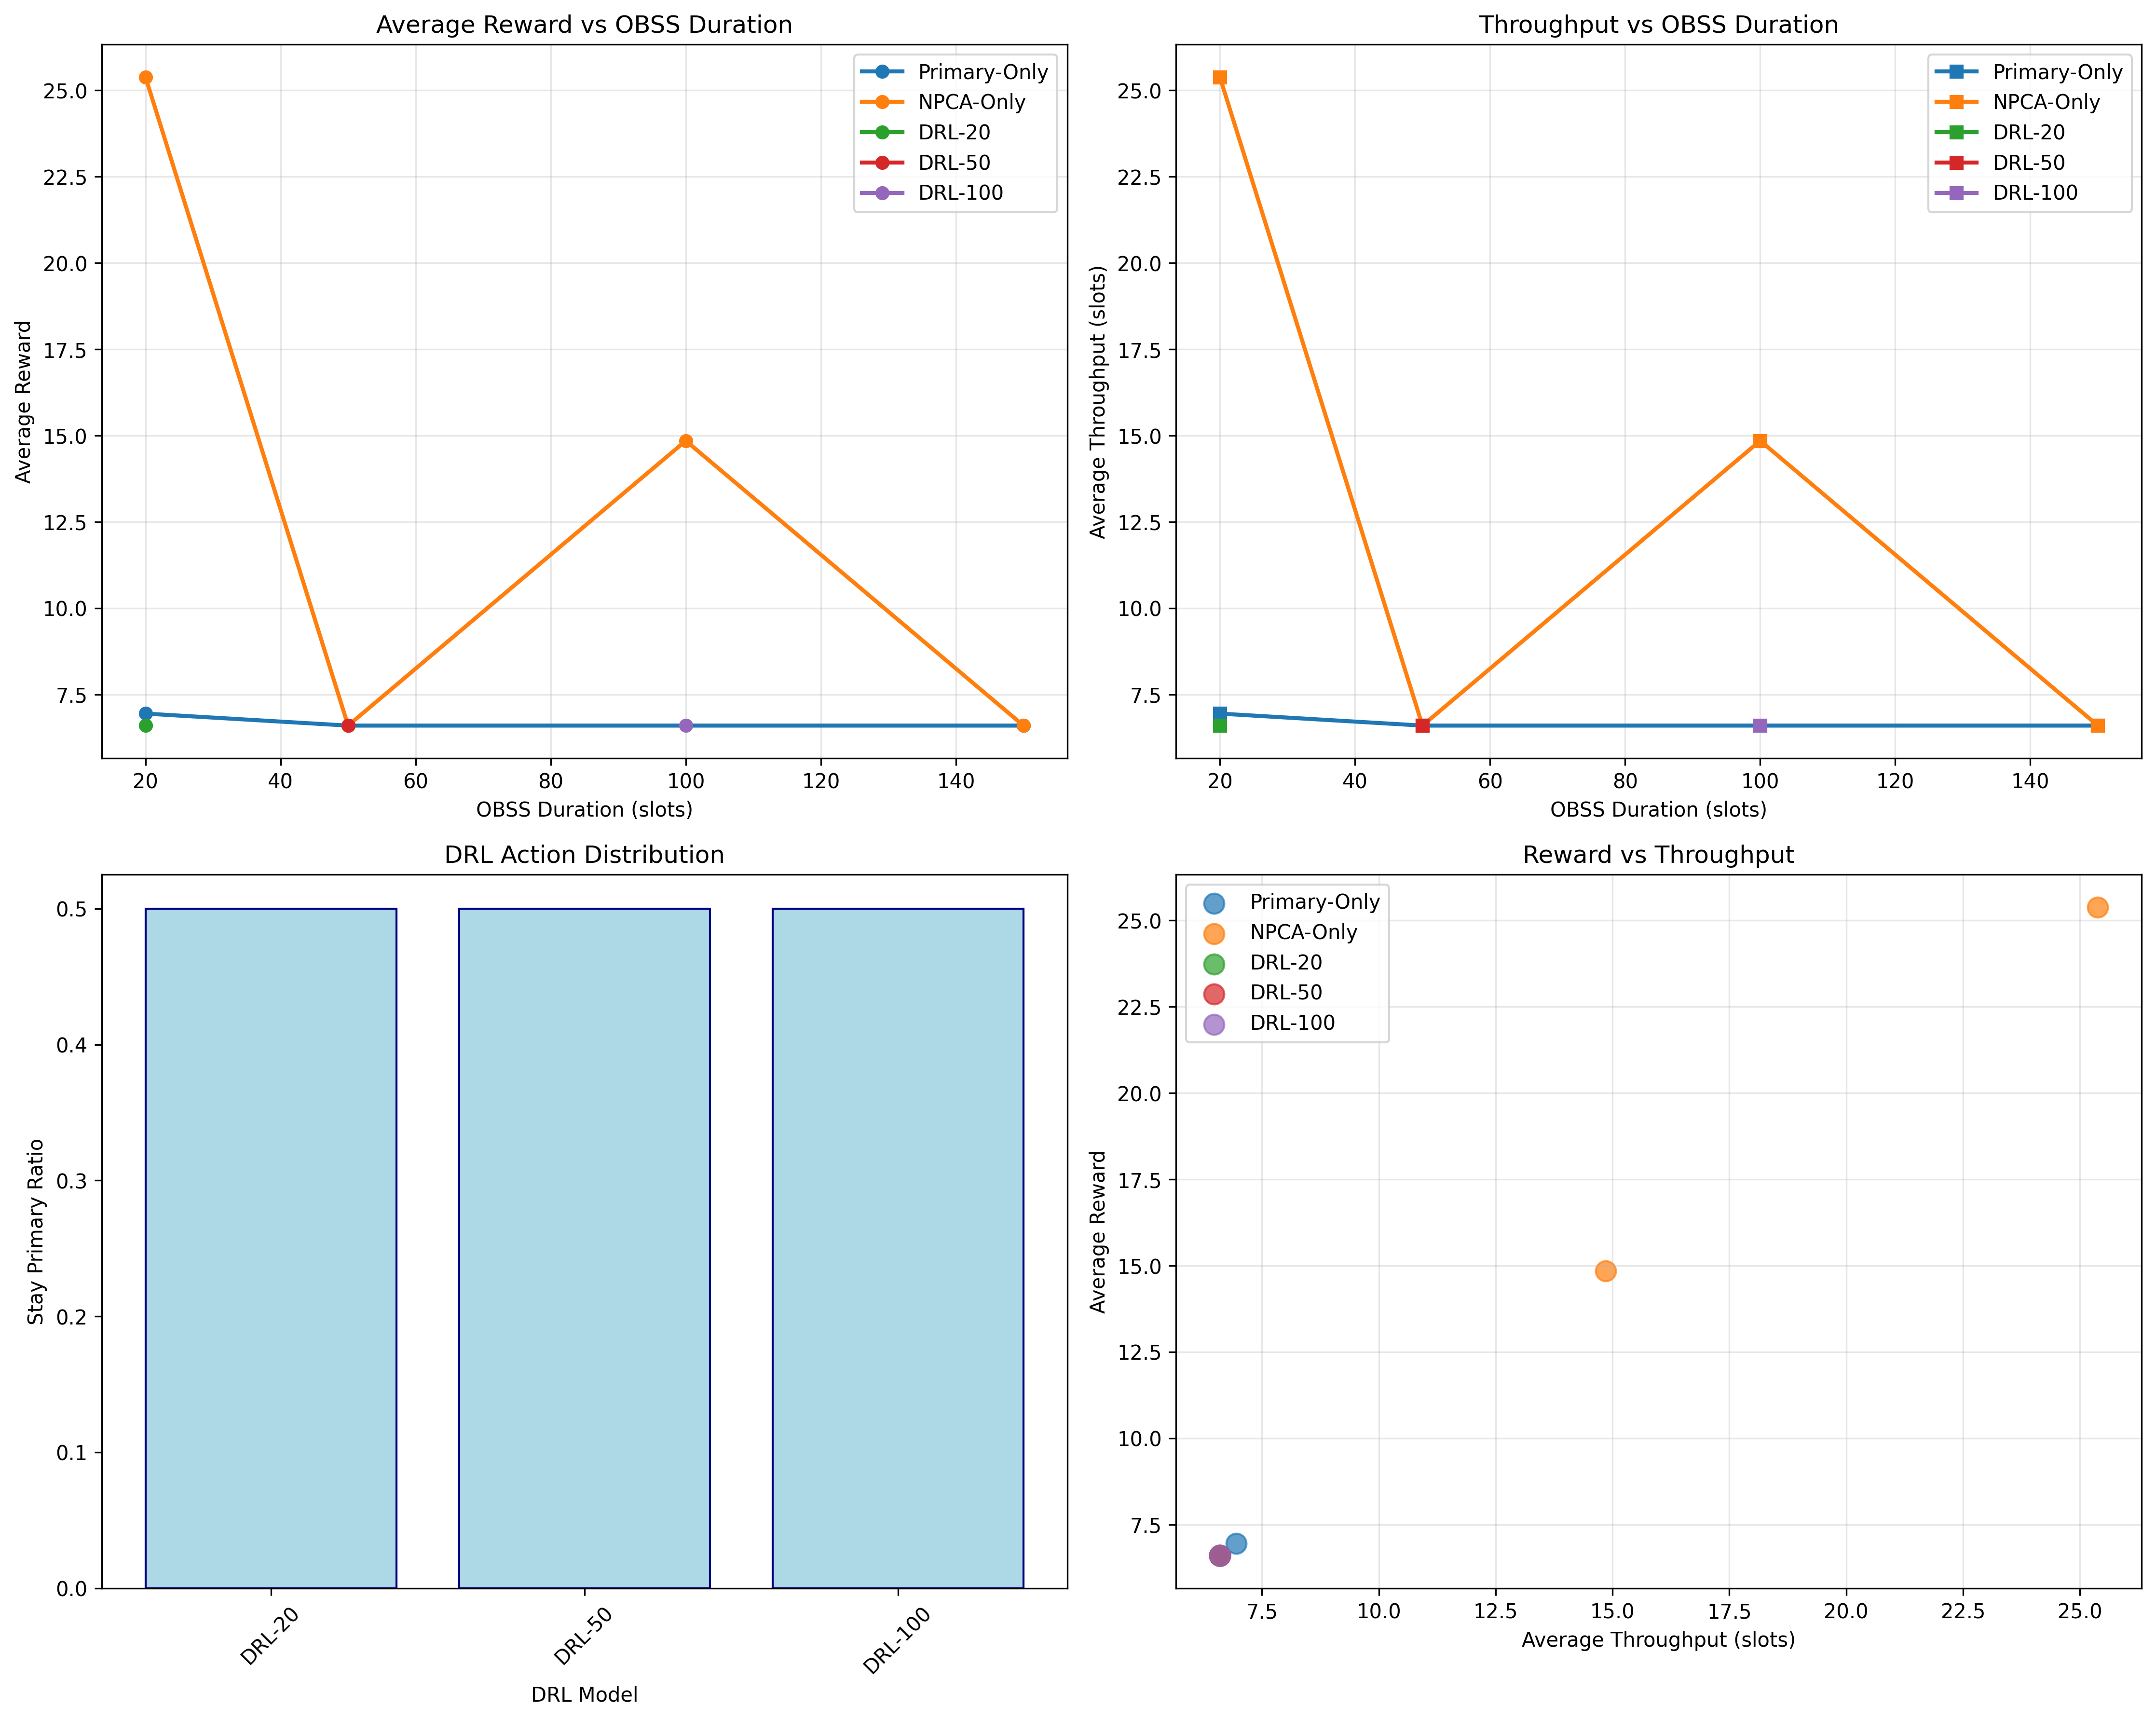 Average Reward vs OBSS Duration
Average Reward
25.0
22.5
20.0
17.5
15.0
12.5
10.0
7.5
20
40
60
80
100
120
140
OBSS Duration (slots)
Primary-Only
NPCA-Only
DRL-20
DRL-50
DRL-100
Throughput vs OBSS Duration
Average Throughput (slots)
25.0
22.5
20.0
17.5
15.0
12.5
10.0
7.5
20
40
60
80
100
120
140
OBSS Duration (slots)
Primary-Only
NPCA-Only
DRL-20
DRL-50
DRL-100
DRL Action Distribution
Stay Primary Ratio
0.5
0.4
0.3
0.2
0.1
0.0
DRL-20
DRL-50
DRL-100
DRL Model
Reward vs Throughput
Average Reward
25.0
22.5
20.0
17.5
15.0
12.5
10.0
7.5
7.5
10.0
12.5
15.0
17.5
20.0
22.5
25.0
Average Throughput (slots)
Primary-Only
NPCA-Only
DRL-20
DRL-50
DRL-100